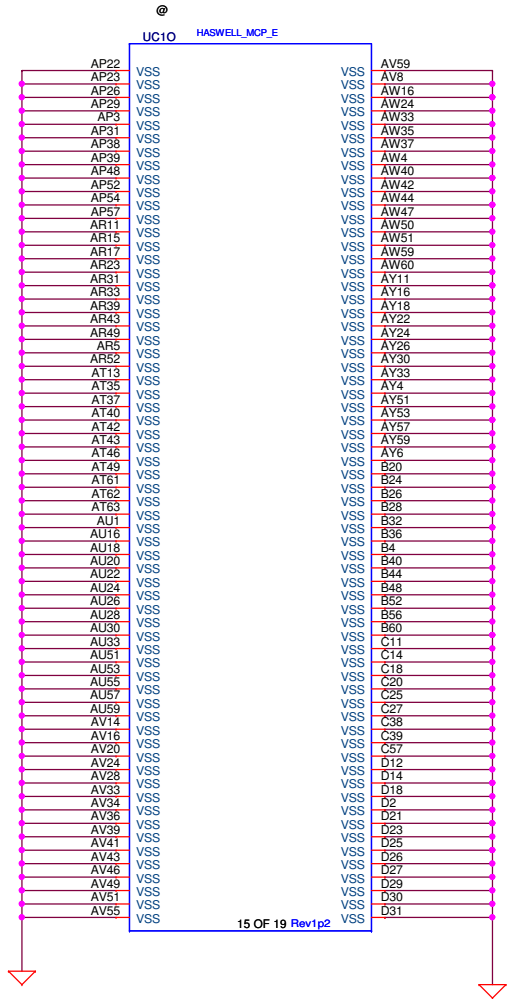 @
UC1O HASWELL_MCP_E
AP22 VSS VSS AV59
AP23 VSS VSS AV8
AP26 VSS VSS AW16
AP29 VSS VSS AW24
AP3 VSS VSS AW33
AP31 VSS VSS AW35
AP38 VSS VSS AW37
AP39 VSS VSS AW4
AP48 VSS VSS AW40
AP52 VSS VSS AW42
AP54 VSS VSS AW44
AP57 VSS VSS AW47
AR11 VSS VSS AW50
AR15 VSS VSS AW51
AR17 VSS VSS AW59
AR23 VSS VSS AW60
AR31 VSS VSS AY11
AR33 VSS VSS AY16
AR39 VSS VSS AY18
AR43 VSS VSS AY22
AR49 VSS VSS AY24
AR5 VSS VSS AY26
AR52 VSS VSS AY30
AT13 VSS VSS AY33
AT35 VSS VSS AY4
AT37 VSS VSS AY51
AT40 VSS VSS AY53
AT42 VSS VSS AY57
AT43 VSS VSS AY59
AT46 VSS VSS AY6
AT49 VSS VSS B20
AT61 VSS VSS B24
AT62 VSS VSS B26
AT63 VSS VSS B28
AU1 VSS VSS B32
AU16 VSS VSS B36
AU18 VSS VSS B4
AU20 VSS VSS B40
AU22 VSS VSS B44
AU24 VSS VSS B48
AU26 VSS VSS B52
AU28 VSS VSS B56
AU30 VSS VSS B60
AU33 VSS VSS C11
AU51 VSS VSS C14
AU53 VSS VSS C18
AU55 VSS VSS C20
AU57 VSS VSS C25
AU59 VSS VSS C27
AV14 VSS VSS C38
AV16 VSS VSS C39
AV20 VSS VSS C57
AV24 VSS VSS D12
AV28 VSS VSS D14
AV33 VSS VSS D18
AV34 VSS VSS D2
AV36 VSS VSS D21
AV39 VSS VSS D23
AV41 VSS VSS D25
AV43 VSS VSS D26
AV46 VSS VSS D27
AV49 VSS VSS D29
AV51 VSS VSS D30
AV55 VSS VSS D31
15 OF 19 Rev1p2